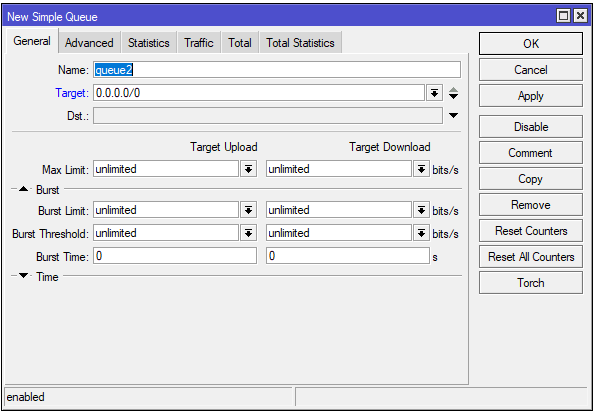 New Simple Queue
General Advanced Statistics Traffic Total Total Statistics
Name: queue2
Target: 0.0.0.0/0
Dst.:
Target Upload Target Download
Max Limit: unlimited unlimited bits/s
Burst
Burst Limit: unlimited unlimited bits/s
Burst Threshold: unlimited unlimited bits/s
Burst Time: 0 0 s
Time
OK
Cancel
Apply
Disable
Comment
Copy
Remove
Reset Counters
Reset All Counters
Torch
enabled